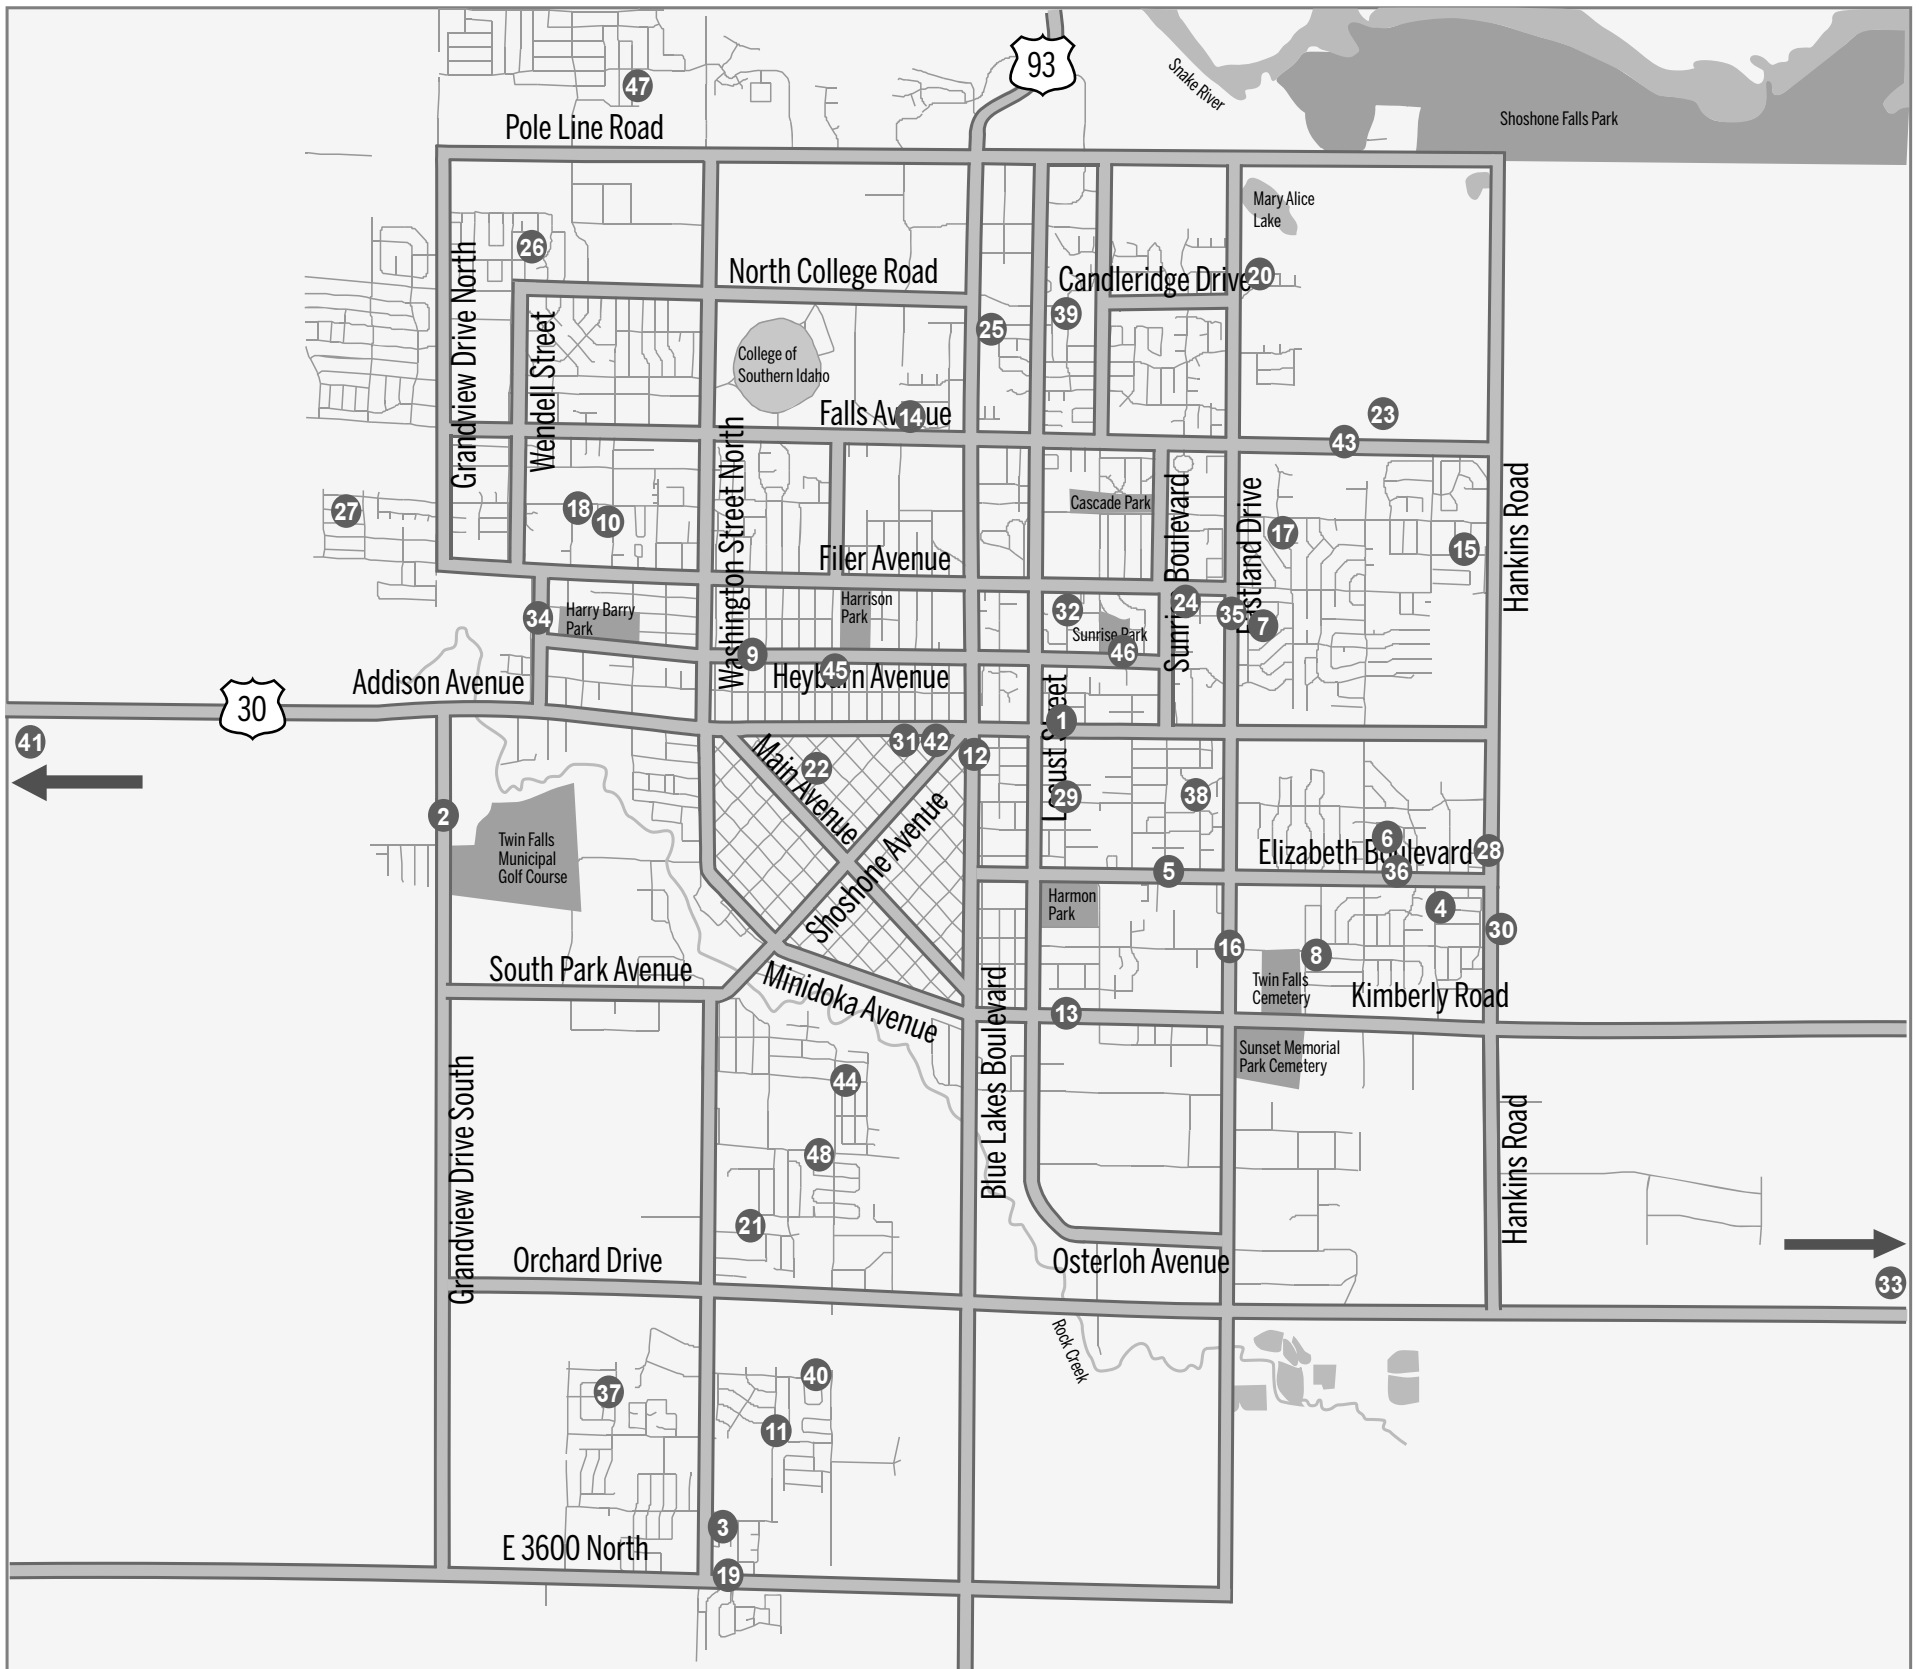 93
Snake River
47
Pole Line Road
Shoshone Falls Park
Mary Alice
Lake
26
North College Road
Candleridge Drive
20
Grandview Drive North
Wendell Street
39
25
College of
Southern Idaho
Falls Avenue
14
23
43
Washington Street North
Hankins Road
27
18
10
Cascade Park
Sunrise Boulevard
Eastland Drive
17
15
Filer Avenue
34
Harry Barry
Park
Harrison
Park
32
24
35
7
Sunrise Park
46
9
45
Heyburn Avenue
Addison Avenue
30
41
Locust Street
1
31
42
12
Main Avenue
22
29
38
2
Shoshone Avenue
Twin Falls
Municipal
Golf Course
6
Elizabeth Boulevard
28
5
36
Harmon
Park
4
30
16
8
South Park Avenue
Minidoka Avenue
Twin Falls
Cemetery
Kimberly Road
13
Blue Lakes Boulevard
Sunset Memorial
Park Cemetery
44
Grandview Drive South
Hankins Road
48
21
Orchard Drive
Osterloh Avenue
33
Rock Creek
40
37
11
3
E 3600 North
19